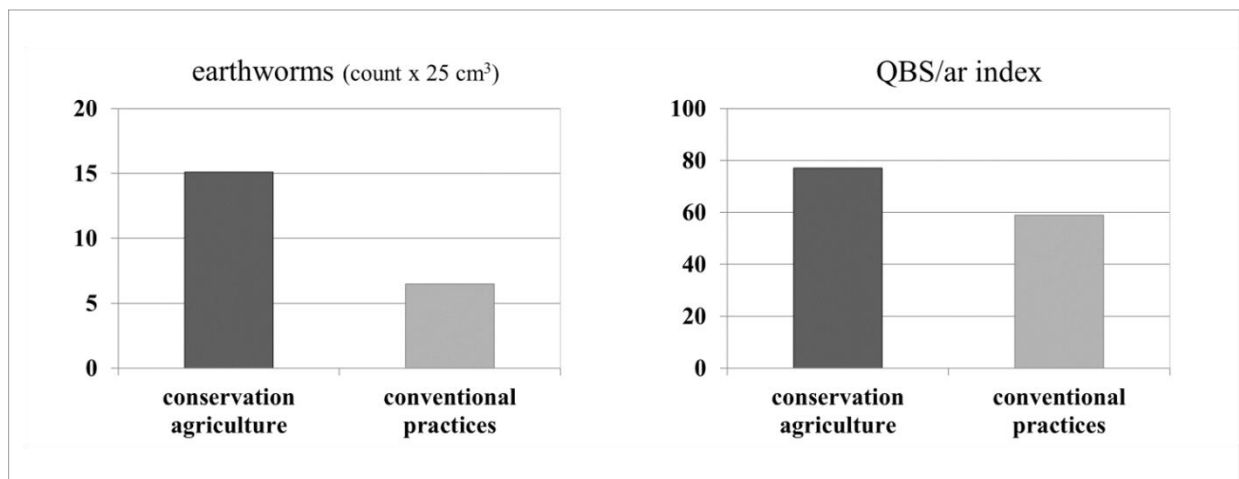 earthworms (count x 25 cm³)
20
15
10
5
0
conservation
agriculture
conventional
practices
QBS/ar index
100
80
60
40
20
0
conservation
agriculture
conventional
practices